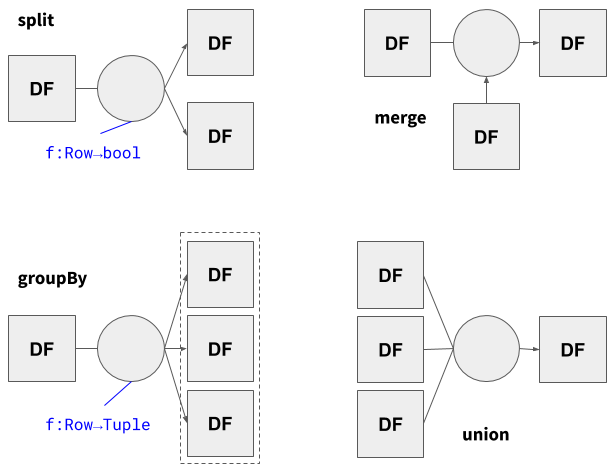 split
DF
DF
DF
f:Row→bool
DF
DF
merge
DF
groupBy
DF
DF
DF
DF
f:Row→Tuple
DF
DF
DF
DF
union